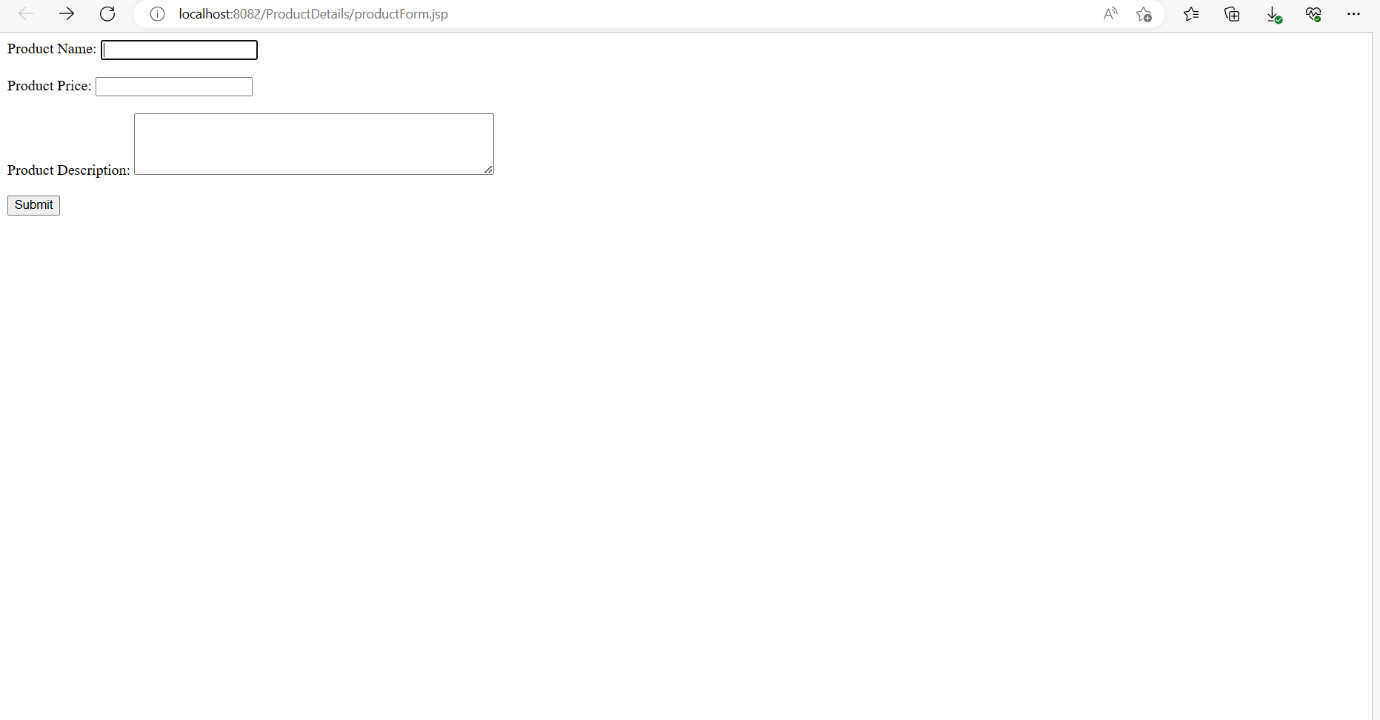 localhost:8082/ProductDetails/productForm.jsp
Product Name:
Product Price:
Product Description:
Submit